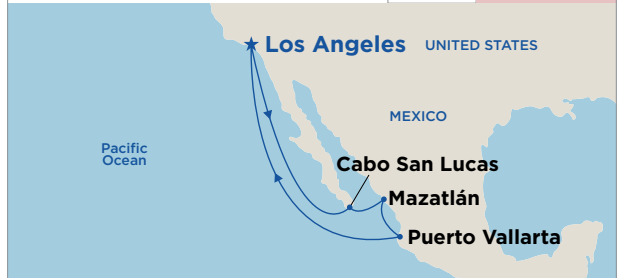 Los Angeles
UNITED STATES
MEXICO
Pacific
Ocean
Cabo San Lucas
Mazatlán
Puerto Vallarta